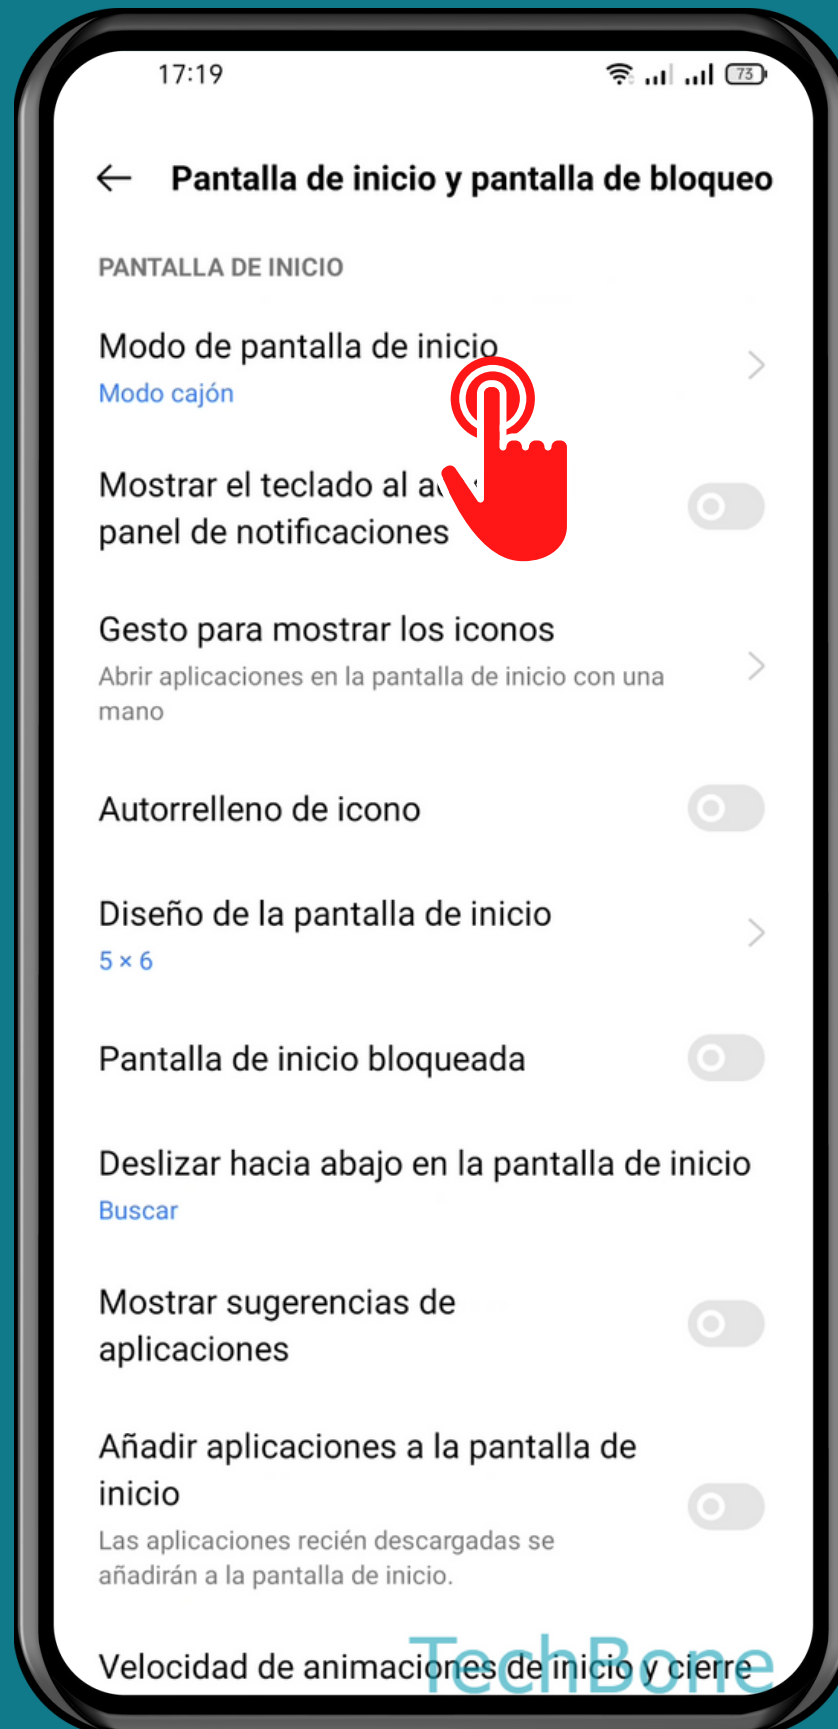 17:19
73
Pantalla de inicio y pantalla de bloqueo
PANTALLA DE INICIO
Modo de pantalla de inicio
Modo cajón
Mostrar el teclado al
panel de notificaciones
Gesto para mostrar los iconos
Abrir aplicaciones en la pantalla de inicio con una
mano
Autorrelleno de icono
Diseño de la pantalla de inicio
5 × 6
Pantalla de inicio bloqueada
Deslizar hacia abajo en la pantalla de inicio
Buscar
Mostrar sugerencias de
aplicaciones
Añadir aplicaciones a la pantalla de
inicio
Las aplicaciones recién descargadas se
añadirán a la pantalla de inicio.
Velocidad de animaciones de inicio y cierre
TechBone